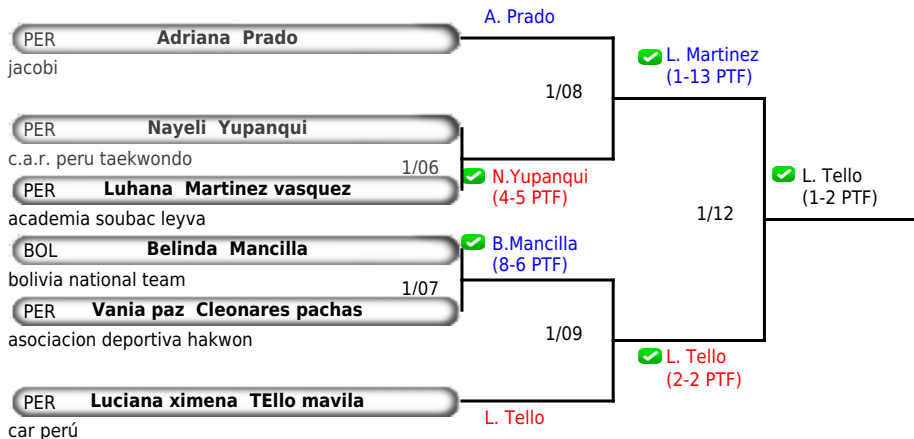 A. Prado
PER Adriana Prado
jacobi
L. Martinez
(1-13 PTF)
1/08
PER Nayeli Yupanqui
c.a.r. peru taekwondo
1/06
N.Yupanqui
(4-5 PTF)
PER Luhana Martinez vasquez
academia soubac leyva
L. Tello
(1-2 PTF)
1/12
BOL Belinda Mancilla
bolivia national team
B.Mancilla
(8-6 PTF)
1/07
PER Vania paz Cleonares pachas
asociacion deportiva hakwon
1/09
L. Tello
(2-2 PTF)
PER Luciana ximena TEllo mavila
car perú
L. Tello